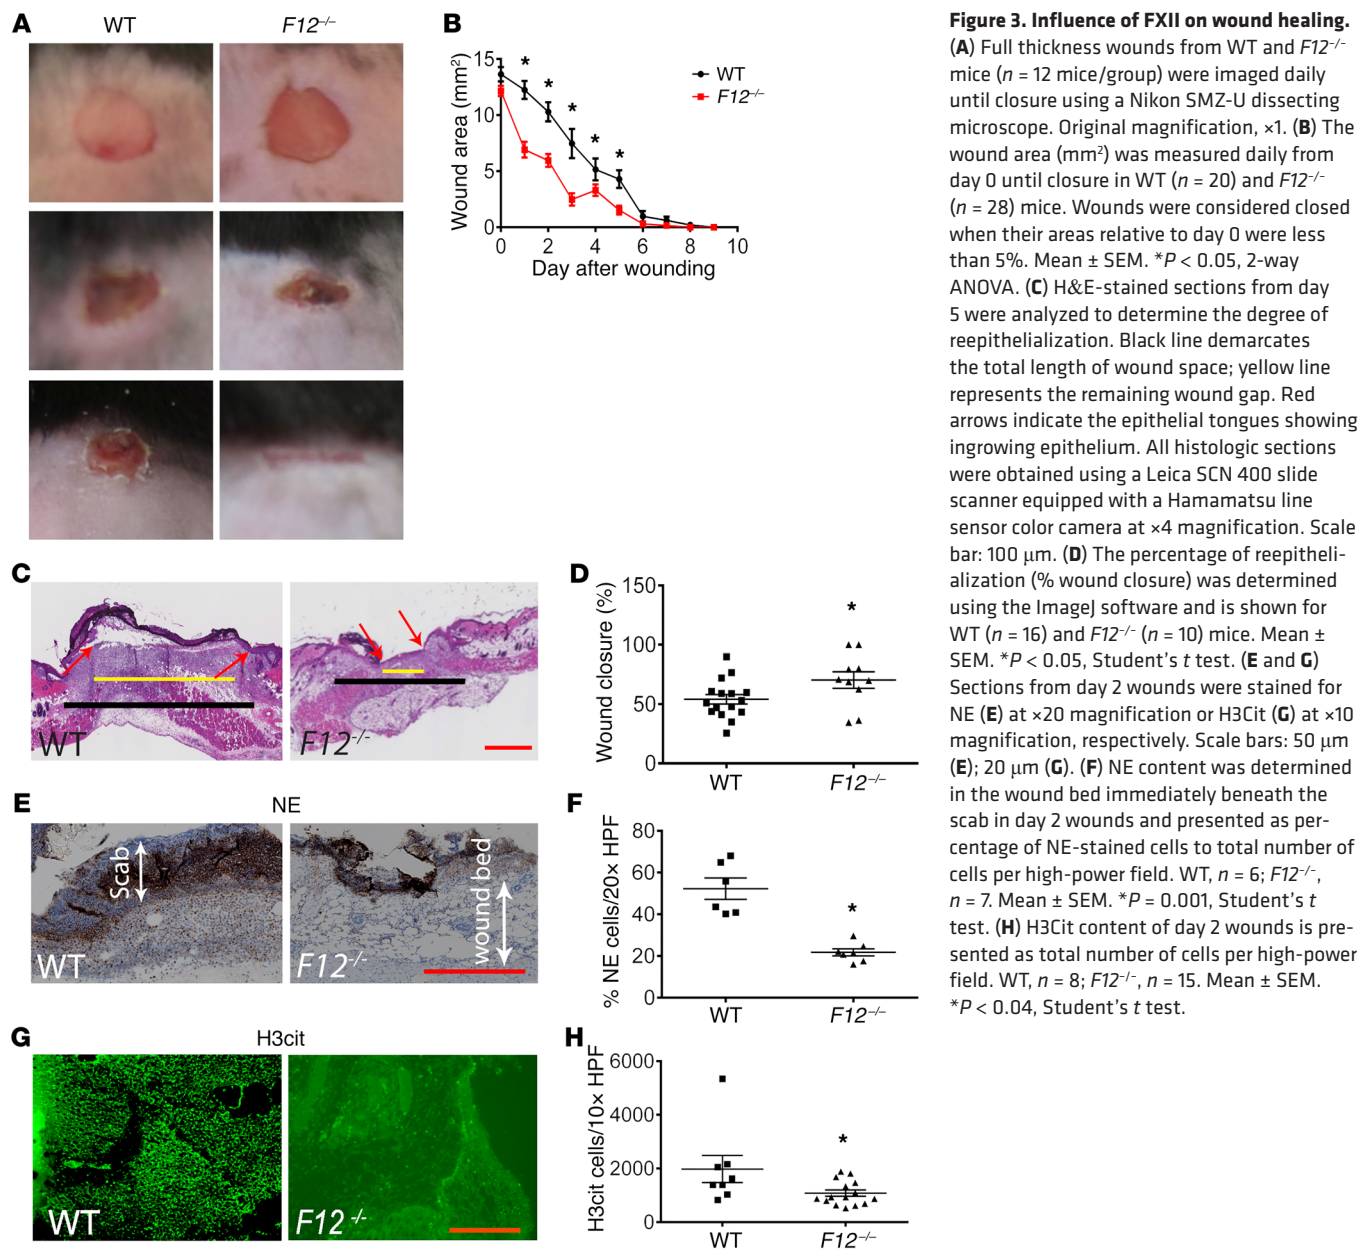 A
WT
F12–/–
B
Wound area (mm2)
15
10
5
0
* * * * *
WT
F12–/–
0 2 4 6 8 10
Day after wounding
C
WT
F12-/-
D
Wound closure (%)
150
100
50
0
*
WT
F12–/–
E
NE
Scab
WT
wound bed
F12-/-
F
% NE cells/20× HPF
80
60
40
20
0
*
WT
F12–/–
G
H3cit
WT
F12 -/-
H
H3cit cells/10× HPF
6000
4000
2000
0
*
WT
F12–/–
Figure 3. Influence of FXII on wound healing.
(A) Full thickness wounds from WT and F12–/–
mice (n = 12 mice/group) were imaged daily
until closure using a Nikon SMZ-U dissecting
microscope. Original magnification, ×1. (B) The
wound area (mm2) was measured daily from
day 0 until closure in WT (n = 20) and F12–/–
(n = 28) mice. Wounds were considered closed
when their areas relative to day 0 were less
than 5%. Mean ± SEM. *P < 0.05, 2-way
ANOVA. (C) H&E-stained sections from day
5 were analyzed to determine the degree of
reepithelialization. Black line demarcates
the total length of wound space; yellow line
represents the remaining wound gap. Red
arrows indicate the epithelial tongues showing
ingrowing epithelium. All histologic sections
were obtained using a Leica SCN 400 slide
scanner equipped with a Hamamatsu line
sensor color camera at ×4 magnification. Scale
bar: 100 μm. (D) The percentage of reepitheli-
alization (% wound closure) was determined
using the ImageJ software and is shown for
WT (n = 16) and F12–/– (n = 10) mice. Mean ±
SEM. *P < 0.05, Student's t test. (E and G)
Sections from day 2 wounds were stained for
NE (E) at ×20 magnification or H3Cit (G) at ×10
magnification, respectively. Scale bars: 50 μm
(E); 20 μm (G). (F) NE content was determined
in the wound bed immediately beneath the
scab in day 2 wounds and presented as per-
centage of NE-stained cells to total number of
cells per high-power field. WT, n = 6; F12–/–,
n = 7. Mean ± SEM. *P = 0.001, Student's t
test. (H) H3Cit content of day 2 wounds is pre-
sented as total number of cells per high-power
field. WT, n = 8; F12–/–, n = 15. Mean ± SEM.
*P < 0.04, Student's t test.